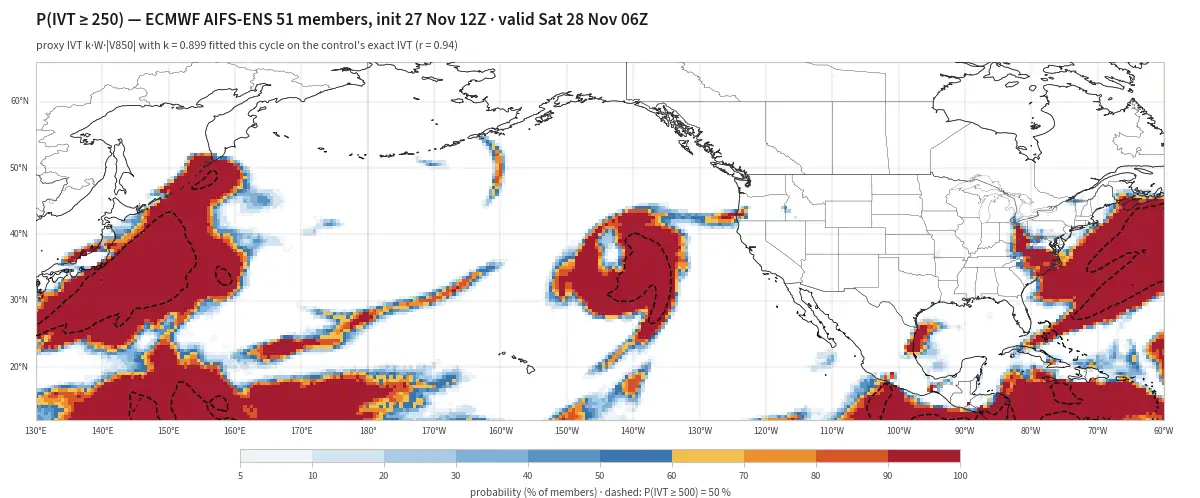 P(IVT ≥ 250) — ECMWF AIFS-ENS 51 members, init 27 Nov 12Z · valid Sat 28 Nov 06Z
proxy IVT k·W·|V850| with k = 0.899 fitted this cycle on the control's exact IVT (r = 0.94)
60°N
50°N
40°N
30°N
20°N
130°E 140°E 150°E 160°E 170°E 180° 170°W 160°W 150°W 140°W 130°W 120°W 110°W 100°W 90°W 80°W 70°W 60°W
5 10 20 30 40 50 60 70 80 90 100
probability (% of members) · dashed: P(IVT ≥ 500) = 50 %